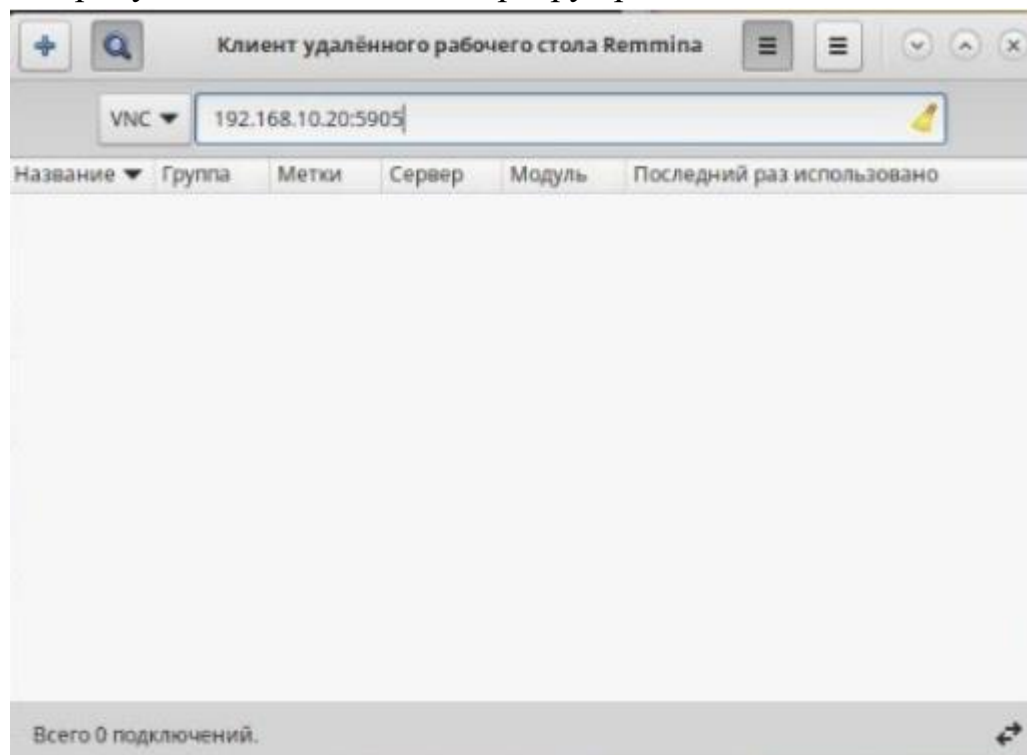 Клиент удалённого рабочего стола Remmina
VNC 192.168.10.20:5905
Название Группа Метки Сервер Модуль Последний раз использовано
Всего 0 подключений.